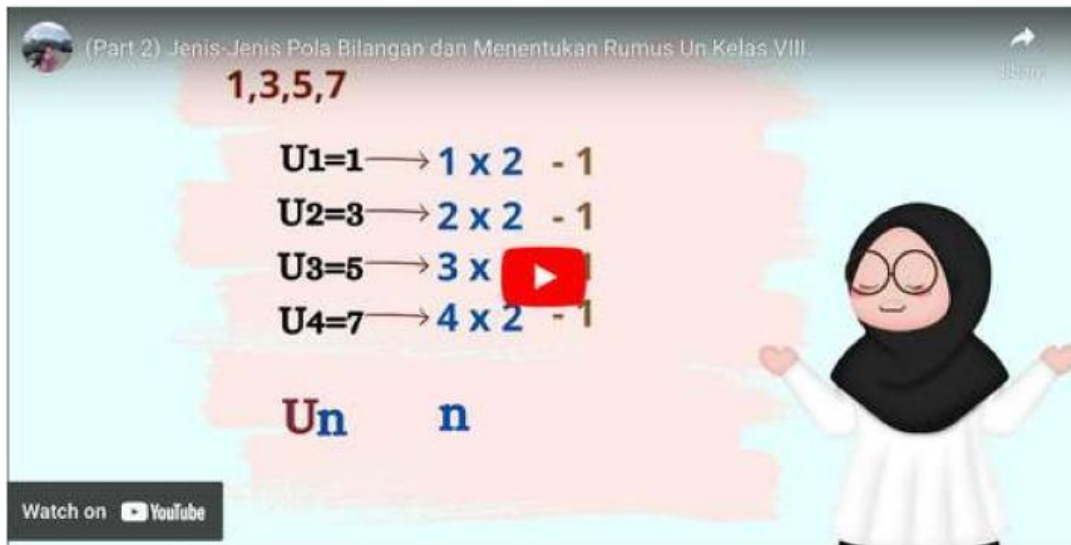 (Part 2) Jenis-Jenis Pola Bilangan dan Menentukan Rumus Un Kelas VIII
Share
1,3,5,7
U1=1 → 1 x 2 - 1
U2=3 → 2 x 2 - 1
U3=5 → 3 x
U4=7 → 4 x 2 - 1
Un n
Watch on YouTube